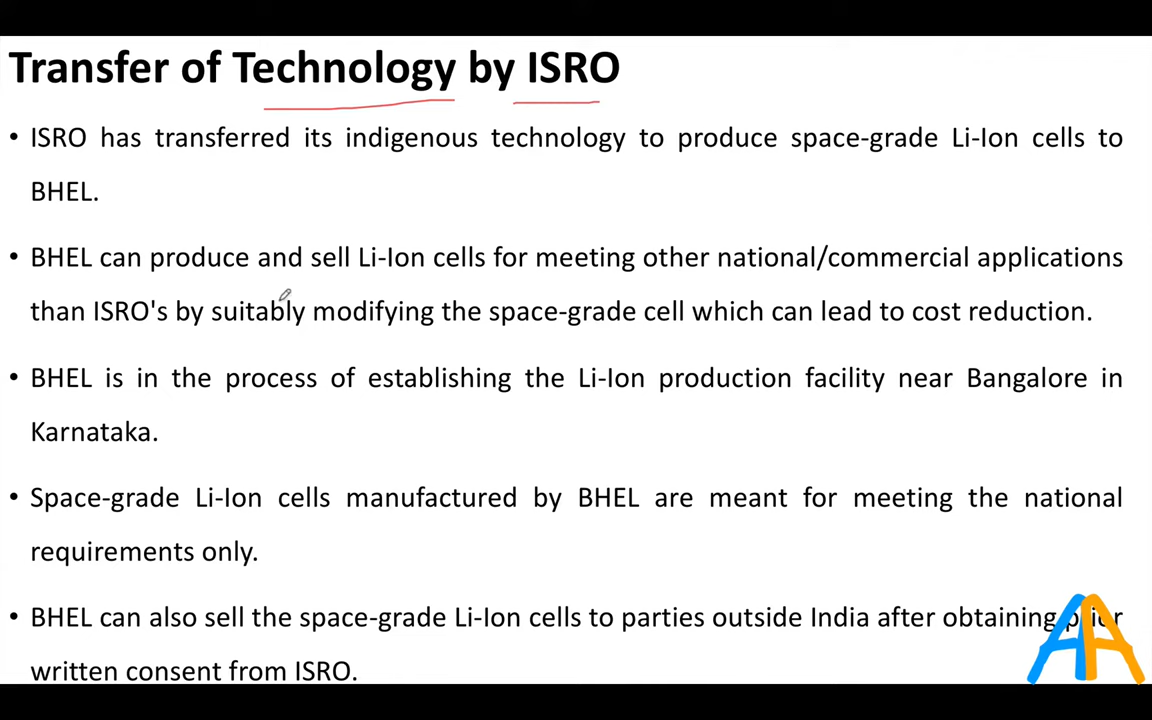 Transfer of Technology by ISRO
• ISRO has transferred its indigenous technology to produce space-grade Li-Ion cells to
BHEL.
• BHEL can produce and sell Li-Ion cells for meeting other national/commercial applications
than ISRO's by suitably modifying the space-grade cell which can lead to cost reduction.
• BHEL is in the process of establishing the Li-Ion production facility near Bangalore in
Karnataka.
• Space-grade Li-Ion cells manufactured by BHEL are meant for meeting the national
requirements only.
• BHEL can also sell the space-grade Li-Ion cells to parties outside India after obtaining prior
written consent from ISRO.
AA